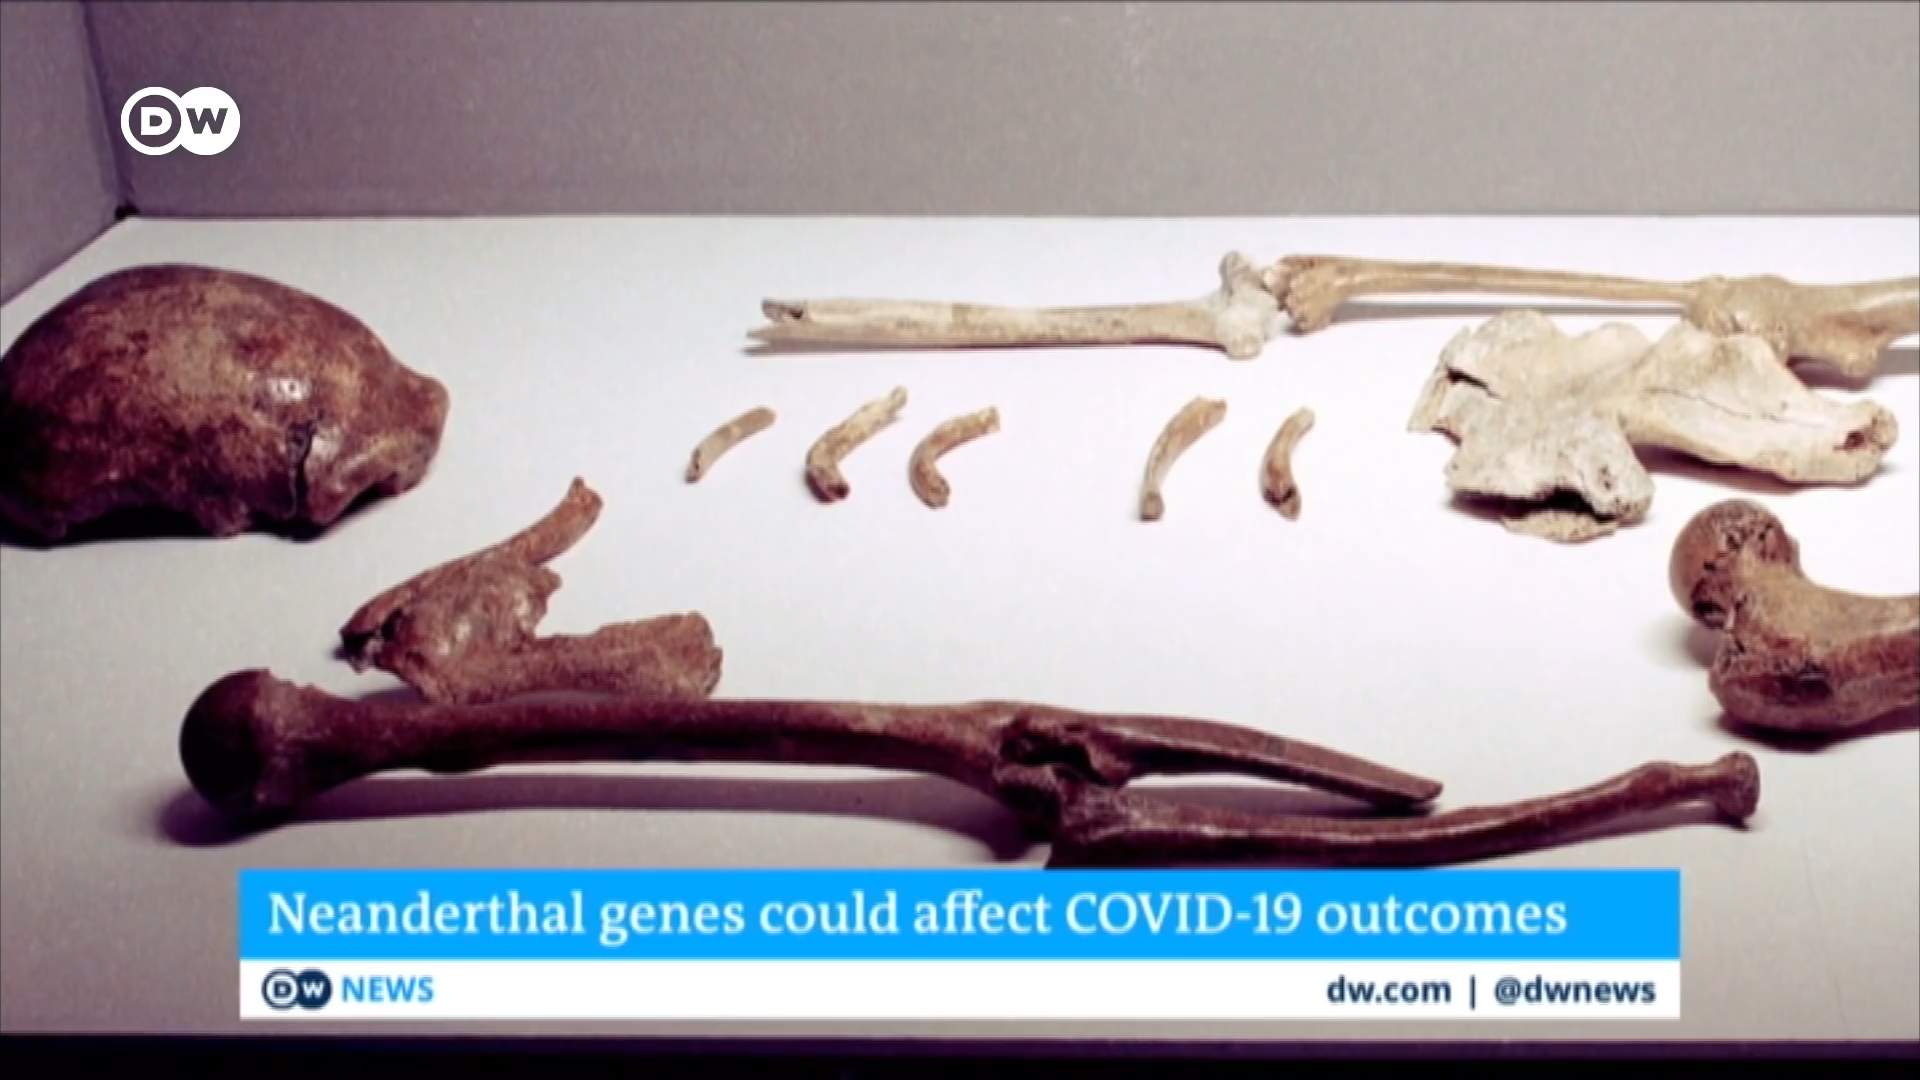 DW
Neanderthal genes could affect COVID-19 outcomes
DW NEWS
dw.com | @dwnews